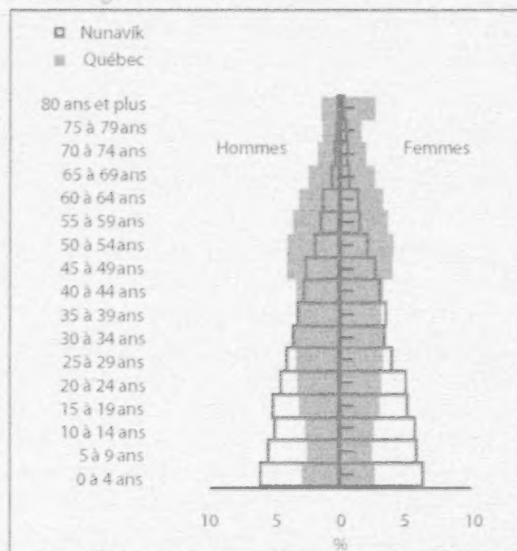 Nunavik
Québec
80 ans et plus
75 à 79 ans
70 à 74 ans
Hommes
Femmes
65 à 69 ans
60 à 64 ans
55 à 59 ans
50 à 54 ans
45 à 49 ans
40 à 44 ans
35 à 39 ans
30 à 34 ans
25 à 29 ans
20 à 24 ans
15 à 19 ans
10 à 14 ans
5 à 9 ans
0 à 4 ans
10 5 0 5 10
%